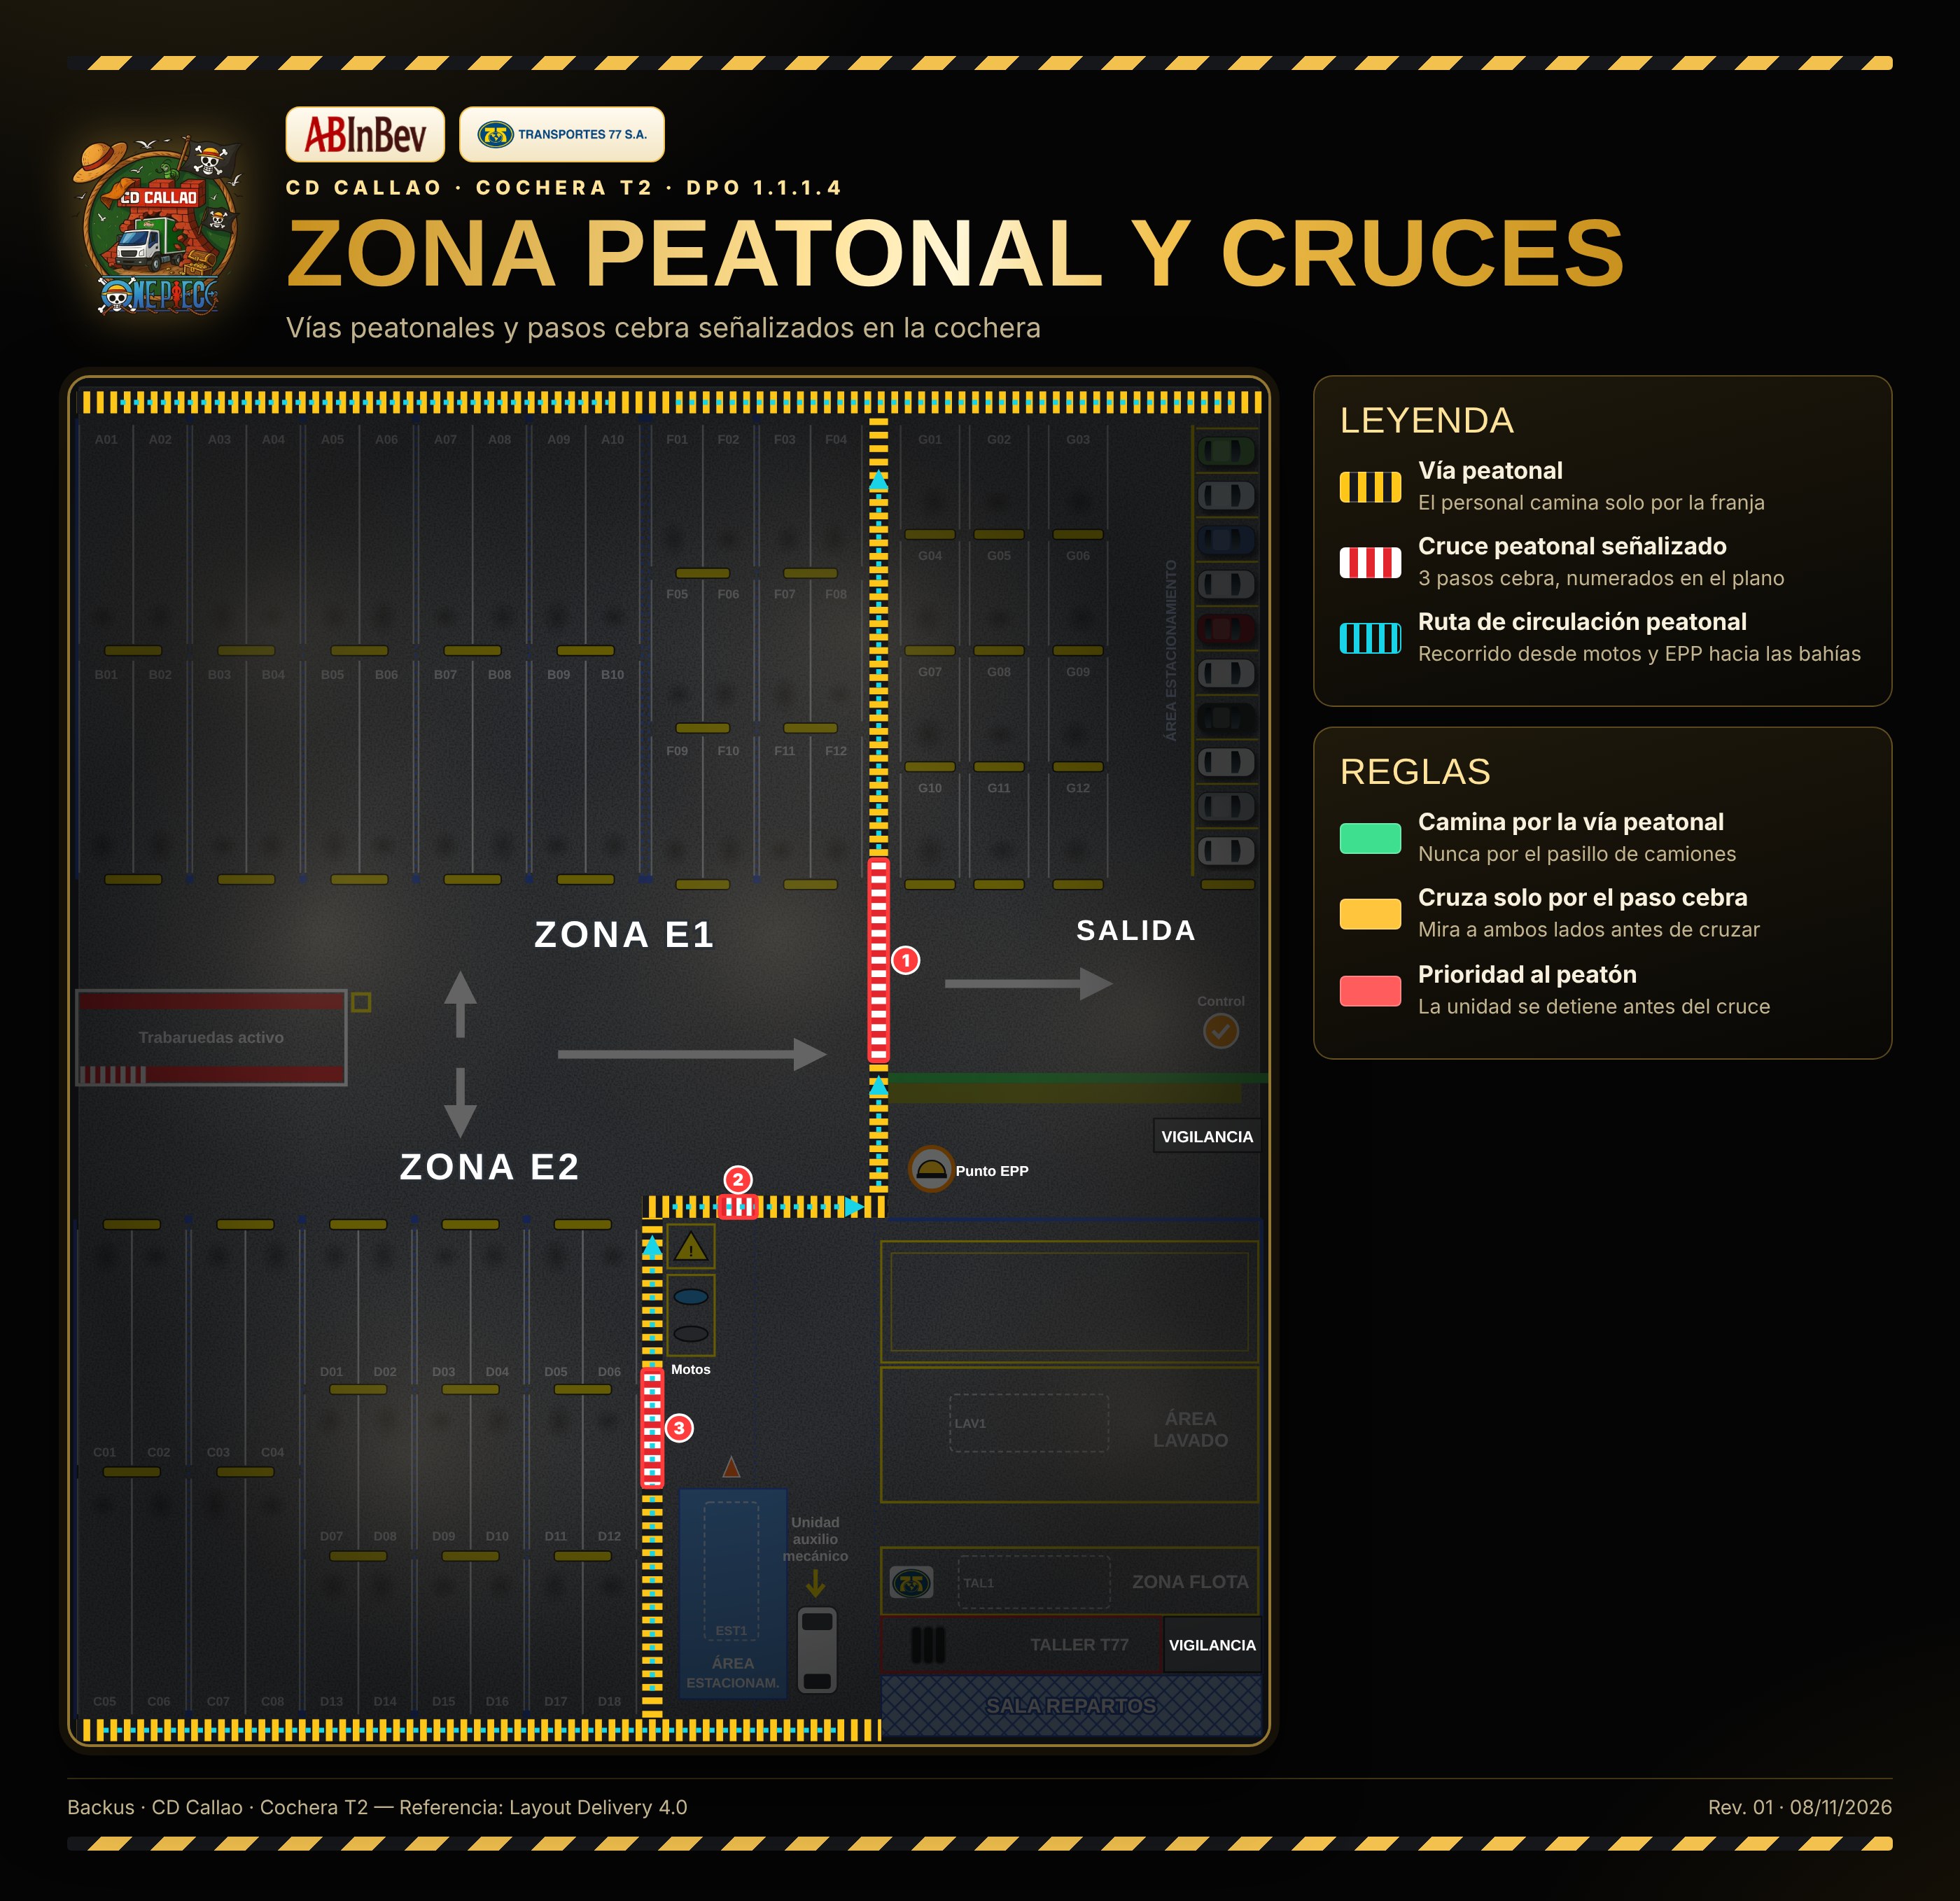 ABInBev
TRANSPORTES 77 S.A.
CD CALLAO · COCHERA T2 · DPO 1.1.1.4
CD CALLAO
ONE PIECE
ZONA PEATONAL Y CRUCES
Vías peatonales y pasos cebra señalizados en la cochera
A01 A02 A03 A04 A05 A06 A07 A08 A09 A10 F01 F02 F03 F04 G01 G02 G03
G04 G05 G06
F05 F06 F07 F08
B01 B02 B03 B04 B05 B06 B07 B08 B09 B10 G07 G08 G09
ÁREA ESTACIONAMIENTO
F09 F10 F11 F12
G10 G11 G12
ZONA E1
SALIDA
1
Control
Trabaruedas activo
VIGILANCIA
ZONA E2
2
Punto EPP
!
Motos
D01 D02 D03 D04 D05 D06
3
LAV1
ÁREA
LAVADO
C01 C02 C03 C04
Unidad
auxilio
mecánico
D07 D08 D09 D10 D11 D12
TAL1
ZONA FLOTA
EST1
TALLER T77
VIGILANCIA
ÁREA
ESTACIONAM.
C05 C06 C07 C08 D13 D14 D15 D16 D17 D18
SALA REPARTOS
LEYENDA
Vía peatonal
El personal camina solo por la franja
Cruce peatonal señalizado
3 pasos cebra, numerados en el plano
Ruta de circulación peatonal
Recorrido desde motos y EPP hacia las bahías
REGLAS
Camina por la vía peatonal
Nunca por el pasillo de camiones
Cruza solo por el paso cebra
Mira a ambos lados antes de cruzar
Prioridad al peatón
La unidad se detiene antes del cruce
Backus · CD Callao · Cochera T2 — Referencia: Layout Delivery 4.0
Rev. 01 · 08/11/2026